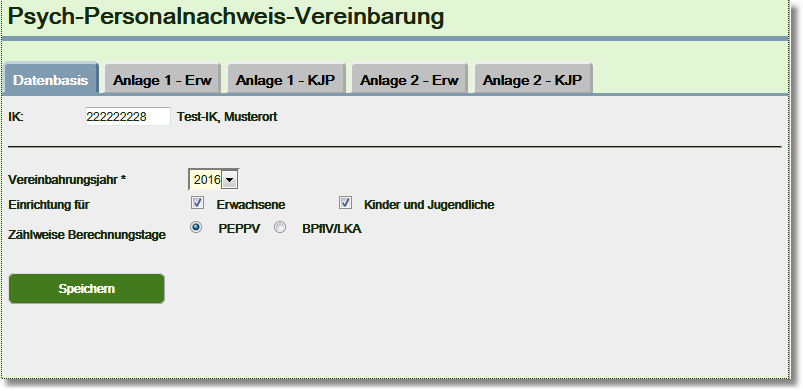 Psych-Personalnachweis-Vereinbarung
Datenbasis Anlage 1 - Erw Anlage 1 - KJP Anlage 2 - Erw Anlage 2 - KJP
IK: 222222228 Test-IK, Musterort
Vereinbahrungsjahr * 2016
Einrichtung für Erwachsene Kinder und Jugendliche
Zählweise Berechnungstage PEPPV BPflV/LKA
Speichern